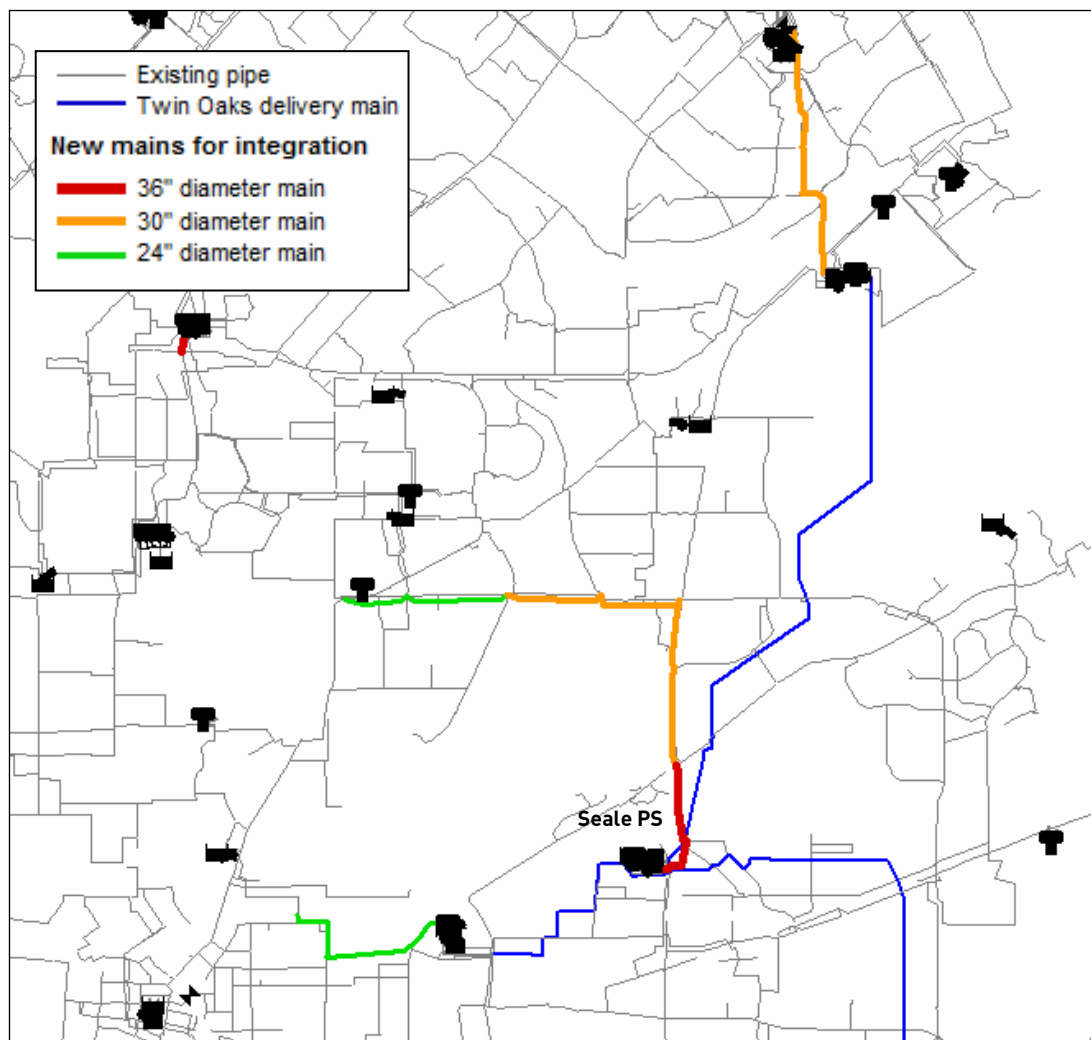 Existing pipe
Twin Oaks delivery main
New mains for integration
36" diameter main
30" diameter main
24" diameter main
Seale PS